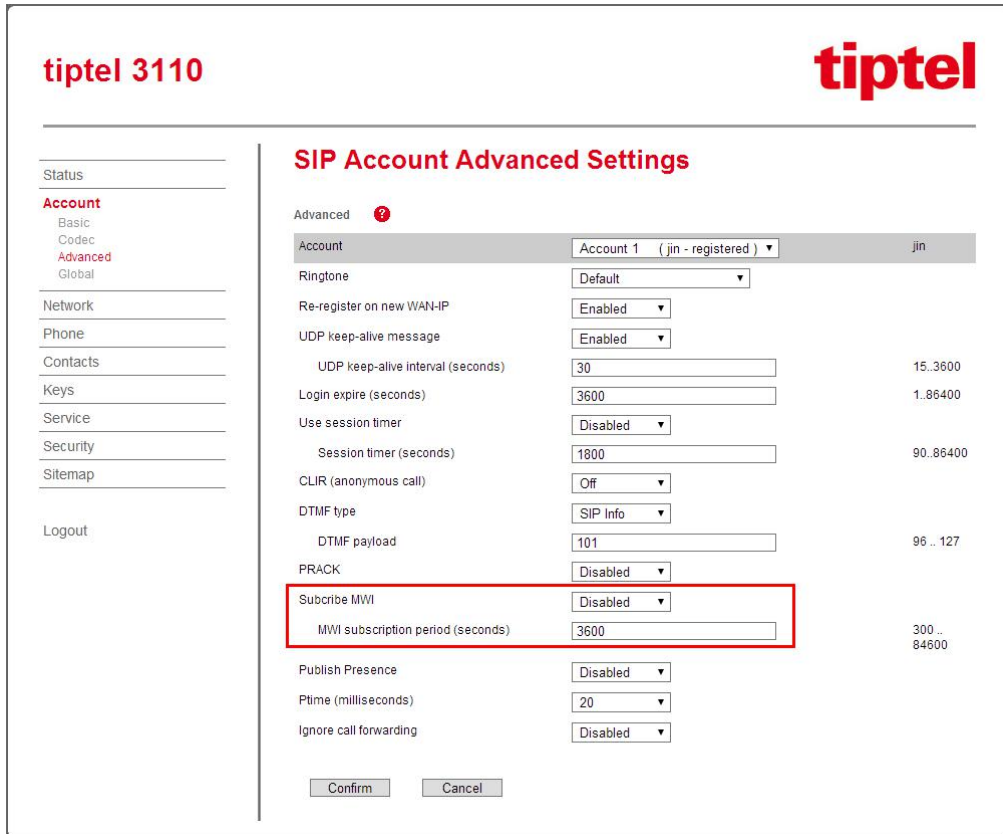 tiptel 3110
tiptel
Status
Account
Basic
Codec
Advanced
Global
Network
Phone
Contacts
Keys
Service
Security
Sitemap
Logout
SIP Account Advanced Settings
Advanced ?
Account Account 1 ( jin - registered ) jin
Ringtone Default
Re-register on new WAN-IP Enabled
UDP keep-alive message Enabled
UDP keep-alive interval (seconds) 30 15..3600
Login expire (seconds) 3600 1..86400
Use session timer Disabled
Session timer (seconds) 1800 90..86400
CLIR (anonymous call) Off
DTMF type SIP Info
DTMF payload 101 96 .. 127
PRACK Disabled
Subcribe MWI Disabled
MWI subscription period (seconds) 3600 300 ..
84600
Publish Presence Disabled
Ptime (milliseconds) 20
Ignore call forwarding Disabled
Confirm Cancel